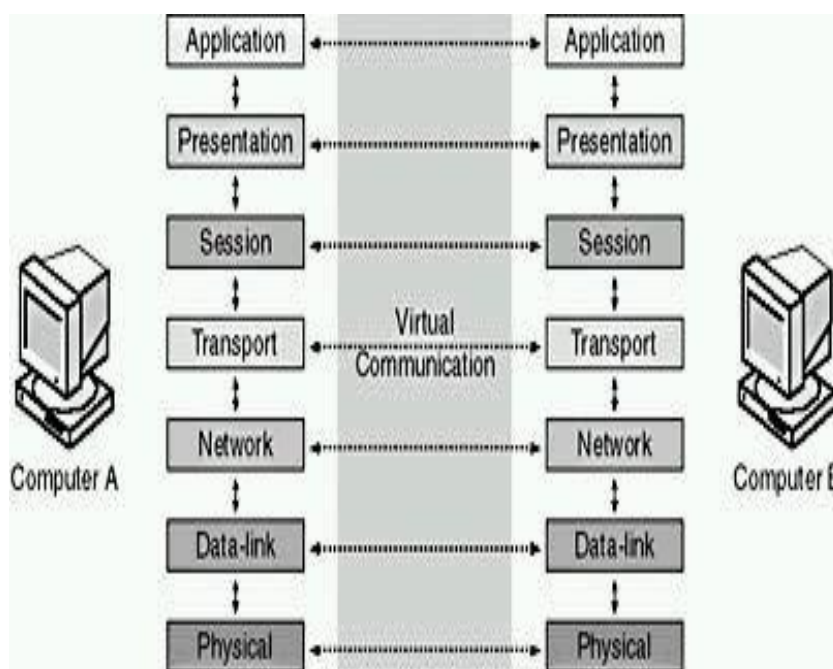 Application
Application
Presentation
Presentation
Session
Session
Transport
Virtual
Communication
Transport
Network
Network
Computer A
Computer B
Data-link
Data-link
Physical
Physical